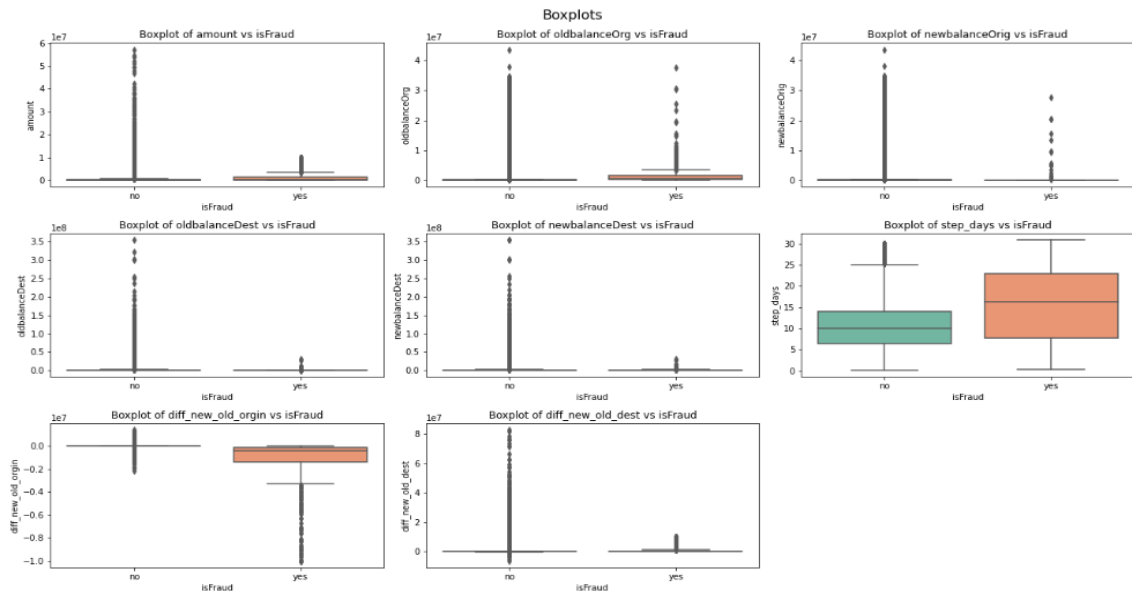 Boxplots
Boxplot of amount vs isFraud
1e7
amount
6
5
4
3
2
1
0
no
yes
isFraud
Boxplot of oldbalanceOrg vs isFraud
1e7
oldbalanceOrg
4
3
2
1
0
no
yes
isFraud
Boxplot of newbalanceOrig vs isFraud
1e7
newbalanceOrig
4
3
2
1
0
no
yes
isFraud
Boxplot of oldbalanceDest vs isFraud
1e8
oldbalanceDest
3.5
3.0
2.5
2.0
1.5
1.0
0.5
0.0
no
yes
isFraud
Boxplot of newbalanceDest vs isFraud
1e8
newbalanceDest
3.5
3.0
2.5
2.0
1.5
1.0
0.5
0.0
no
yes
isFraud
Boxplot of step_days vs isFraud
step_days
30
25
20
15
10
5
0
no
yes
isFraud
Boxplot of diff_new_old_orgin vs isFraud
1e7
diff_new_old_orgin
0.0
−0.2
−0.4
−0.6
−0.8
−1.0
no
yes
isFraud
Boxplot of diff_new_old_dest vs isFraud
1e7
diff_new_old_dest
8
6
4
2
0
no
yes
isFraud